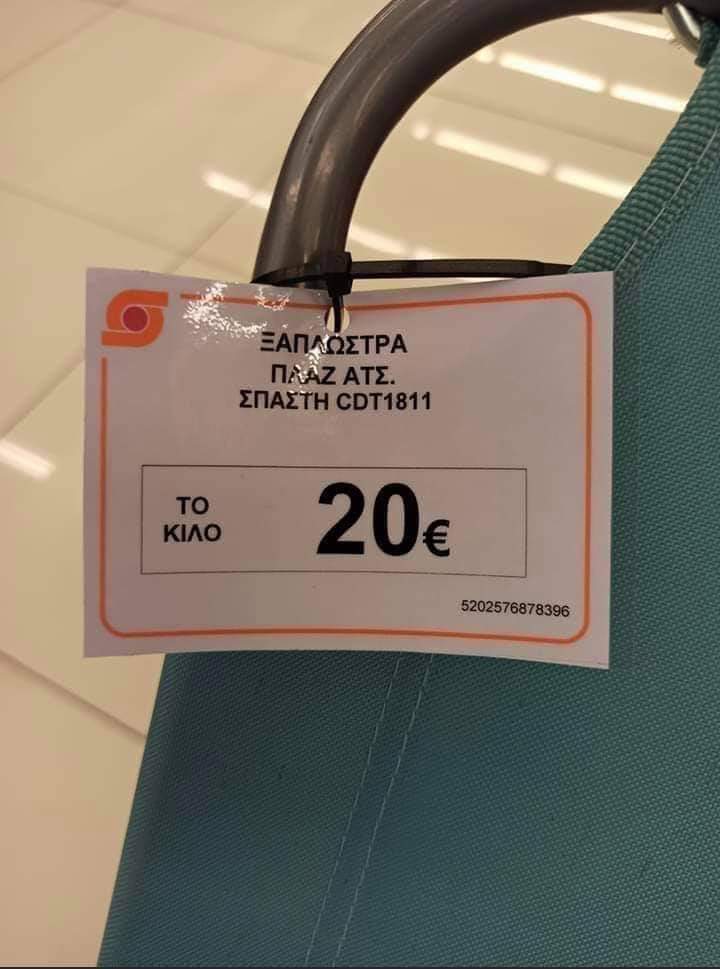 ΞΑΠΛΩΣΤΡΑ
ΠΛΑΖ ΑΤΣ.
ΣΠΑΣΤΗ CDT1811
ΤΟ
ΚΙΛΟ
20€
5202576878396